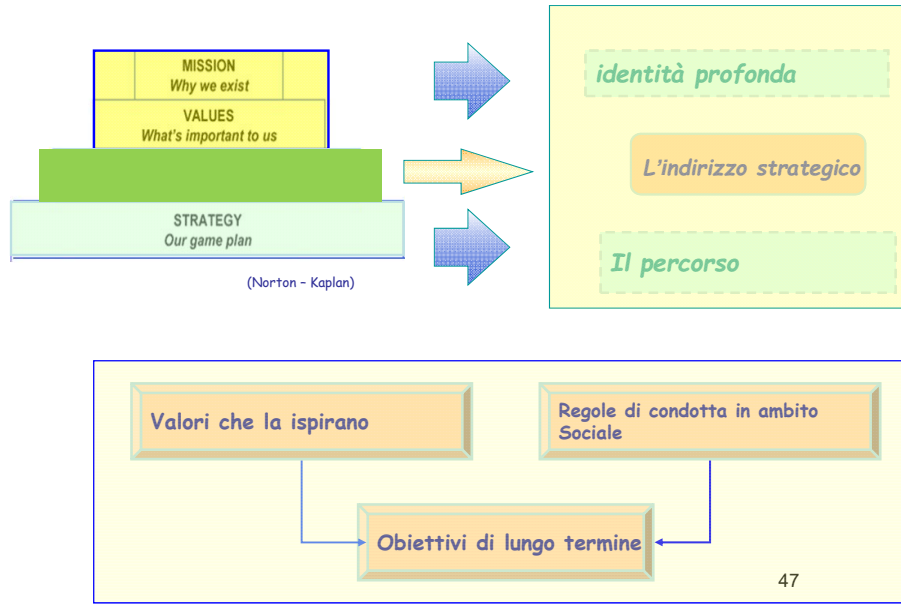 MISSION
Why we exist
VALUES
What's important to us
STRATEGY
Our game plan
(Norton – Kaplan)
identità profonda
L'indirizzo strategico
Il percorso
Valori che la ispirano
Regole di condotta in ambito
Sociale
Obiettivi di lungo termine
47